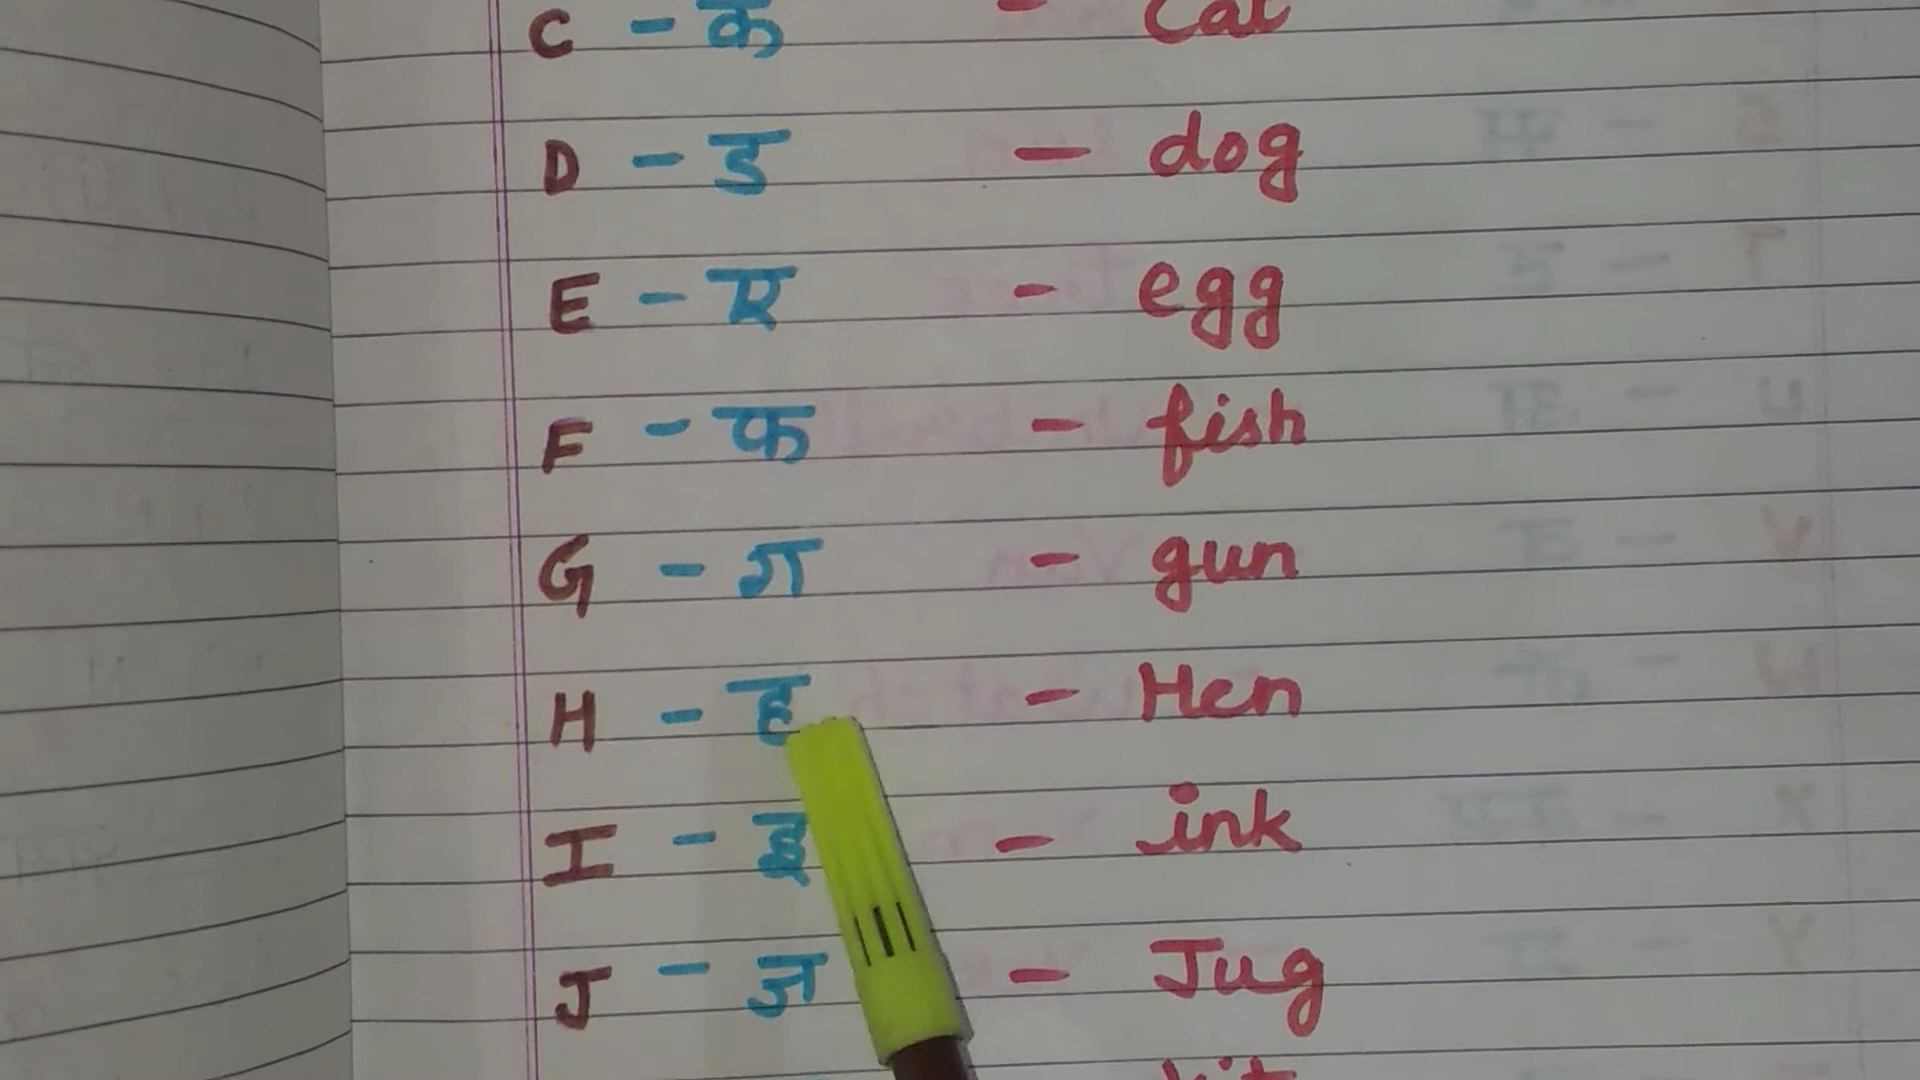 C - क - Cat
D - ड - dog
E - ए - egg
F - फ - fish
G - ग - gun
H - ह - Hen
I - इ - ink
J - ज - Jug